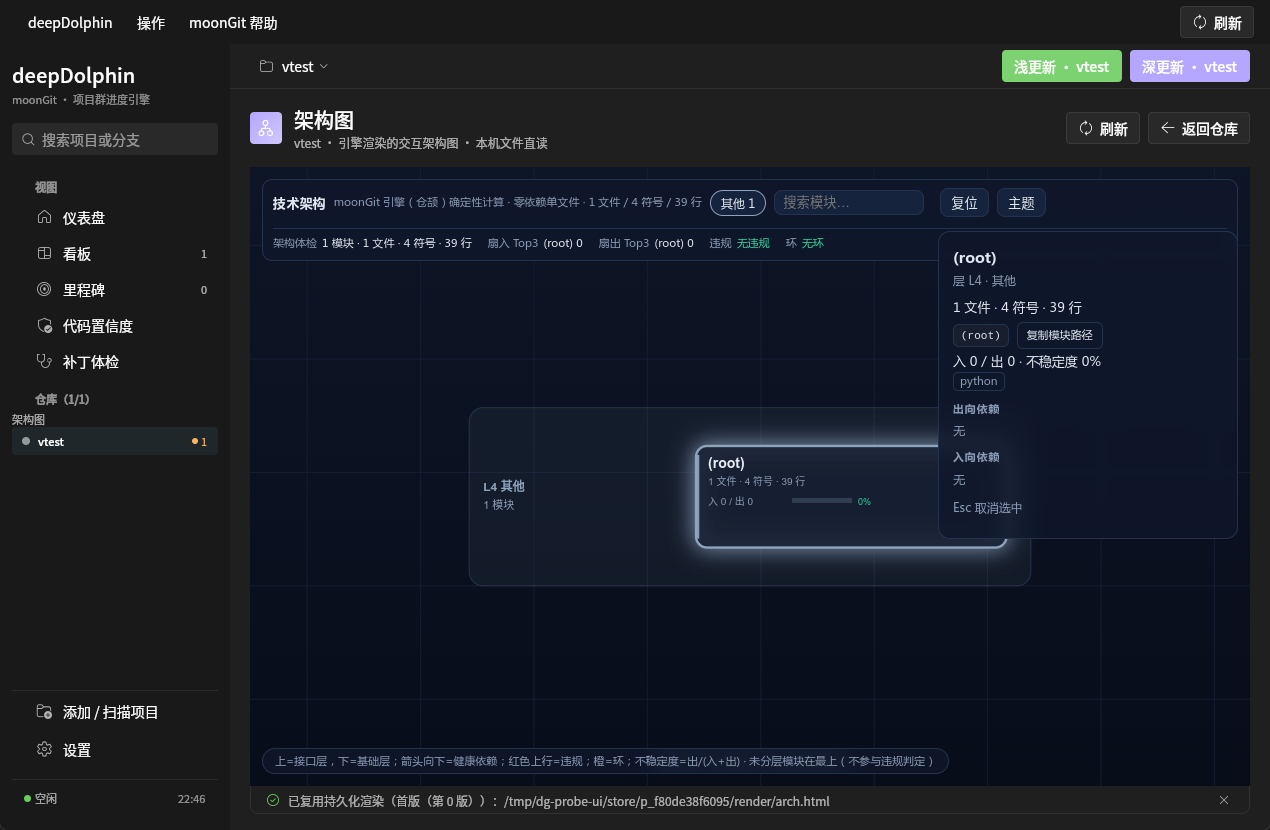 deepDolphin 操作 moonGit 帮助 刷新
deepDolphin
moonGit · 项目群进度引擎
搜索项目或分支
视图
仪表盘
看板 1
里程碑 0
代码置信度
补丁体检
仓库（1/1）
架构图
vtest 1
添加 / 扫描项目
设置
空闲 22:46
vtest 浅更新 · vtest 深更新 · vtest
架构图
vtest · 引擎渲染的交互架构图 · 本机文件直读
刷新 返回仓库
技术架构 moonGit 引擎 ( 仓颉 ) 确定性计算 · 零依赖单文件 · 1 文件 / 4 符号 / 39 行 其他 1 搜索模块... 复位 主题
架构体检 1 模块 · 1 文件 · 4 符号 · 39 行 扇入 Top3 (root) 0 扇出 Top3 (root) 0 违规 无违规 环 无环
(root)
层 L4 · 其他
1 文件 · 4 符号 · 39 行
(root) 复制模块路径
入 0 / 出 0 · 不稳定度 0%
python
出向依赖
无
入向依赖
无
Esc 取消选中
L4 其他
1 模块
(root)
1 文件 · 4 符号 · 39 行
入 0 / 出 0 0%
上=接口层 , 下=基础层 ; 箭头向下=健康依赖 ; 红色上行=违规 ; 橙=环 ; 不稳定度=出/(入+出) · 未分层模块在最上 ( 不参与违规判定 )
已复用持久化渲染（首版（第 0 版））：/tmp/dg-probe-ui/store/p_f80de38f6095/render/arch.html